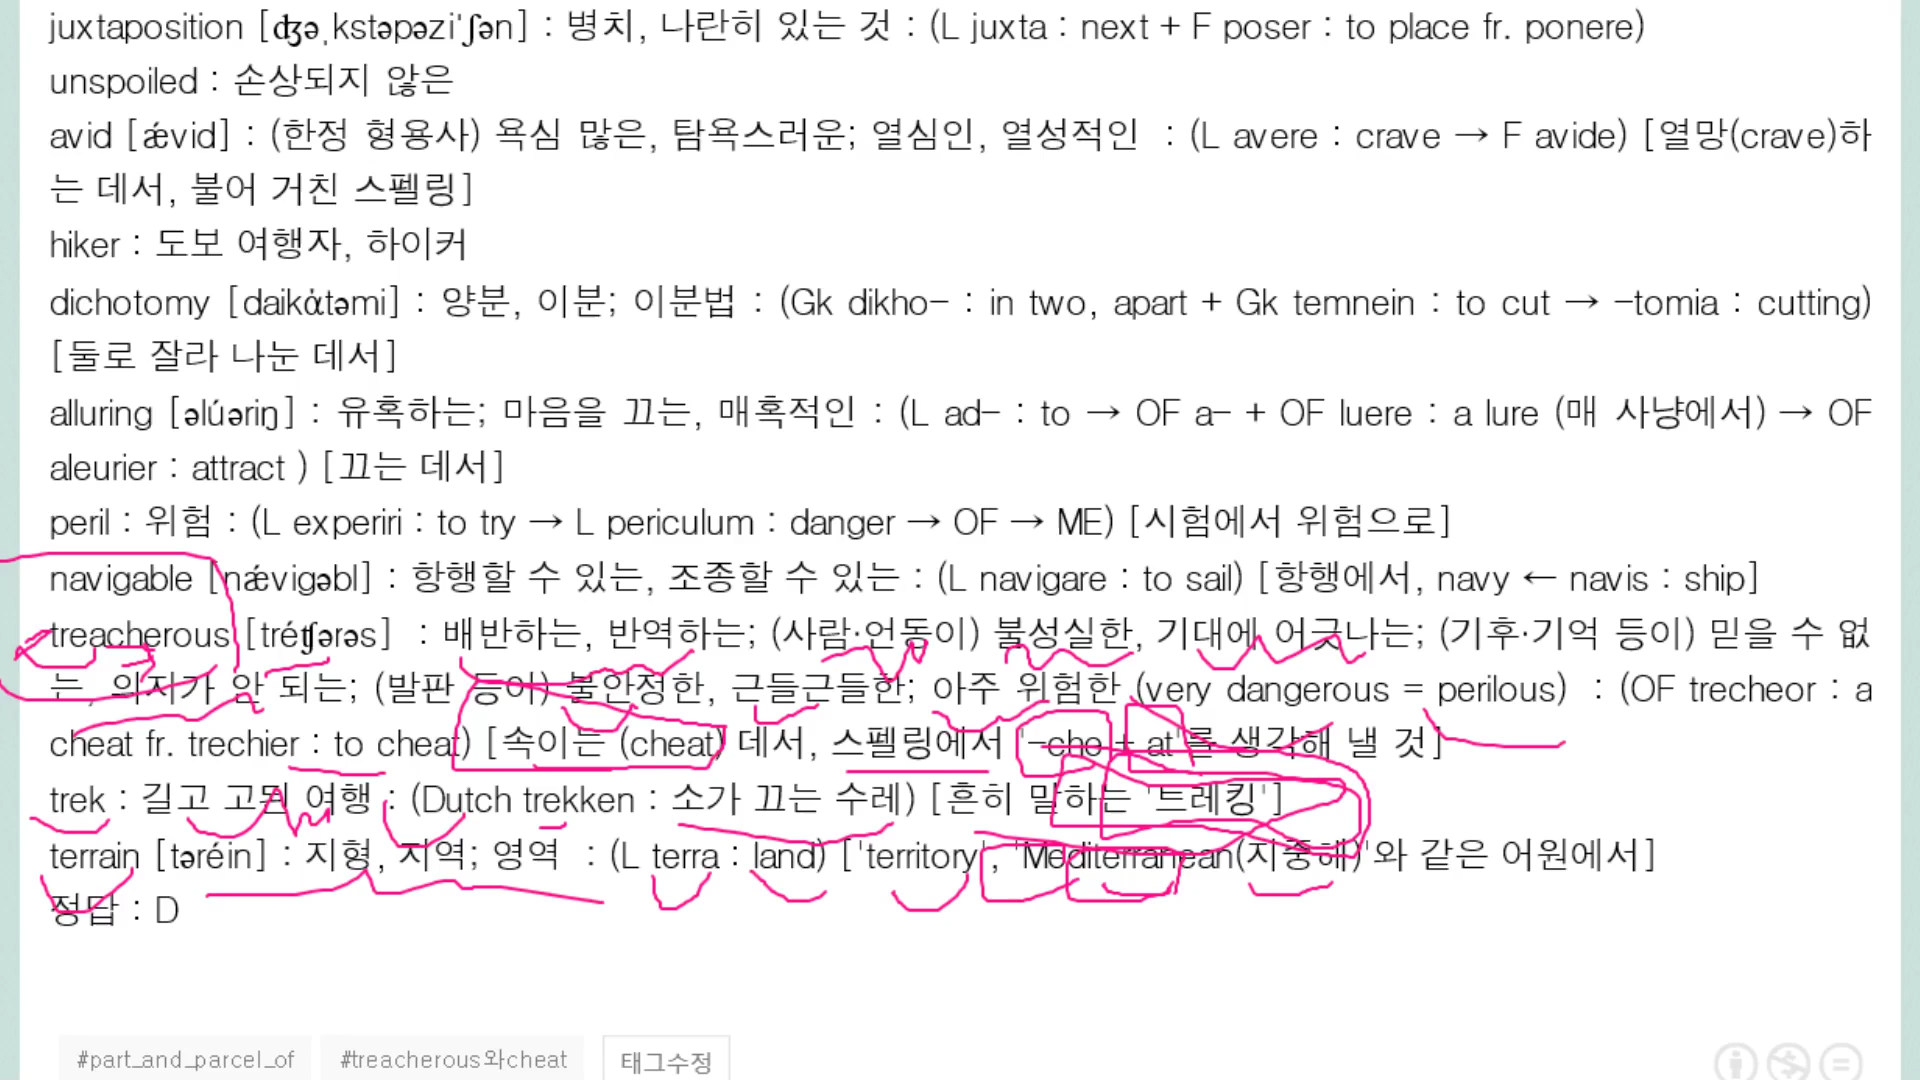 juxtaposition [ʤəˌkstəpəzi'ʃən] : 병치, 나란히 있는 것 : (L juxta : next + F poser : to place fr. ponere)
unspoiled : 손상되지 않은
avid [ǽvid] : (한정 형용사) 욕심 많은, 탐욕스러운; 열심인, 열성적인 : (L avere : crave → F avide) [열망(crave)하
는 데서, 불어 거친 스펠링]
hiker : 도보 여행자, 하이커
dichotomy [daikάtəmi] : 양분, 이분; 이분법 : (Gk dikho- : in two, apart + Gk temnein : to cut → -tomia : cutting)
[둘로 잘라 나눈 데서]
alluring [əlúəriŋ] : 유혹하는; 마음을 끄는, 매혹적인 : (L ad- : to → OF a- + OF luere : a lure (매 사냥에서) → OF
aleurier : attract ) [끄는 데서]
peril : 위험 : (L experiri : to try → L periculum : danger → OF → ME) [시험에서 위험으로]
navigable [nǽvigəbl] : 항행할 수 있는, 조종할 수 있는 : (L navigare : to sail) [항행에서, navy ← navis : ship]
treacherous [tréʧərəs] : 배반하는, 반역하는; (사람·언동이) 불성실한, 기대에 어긋나는; (기후·기억 등이) 믿을 수 없
는, 의지가 안 되는; (발판 등이) 불안정한, 근들근들한; 아주 위험한 (very dangerous = perilous) : (OF trecheor : a
cheat fr. trechier : to cheat) [속이는 (cheat) 데서, 스펠링에서 '-cho + at'를 생각해 낼 것]
trek : 길고 고된 여행 : (Dutch trekken : 소가 끄는 수레) [흔히 말하는 '트레킹']
terrain [təréin] : 지형, 지역; 영역 : (L terra : land) ['territory', 'Mediterranean(지중해)'와 같은 어원에서]
정답 : D
#part_and_parcel_of #treacherous와cheat 태그수정